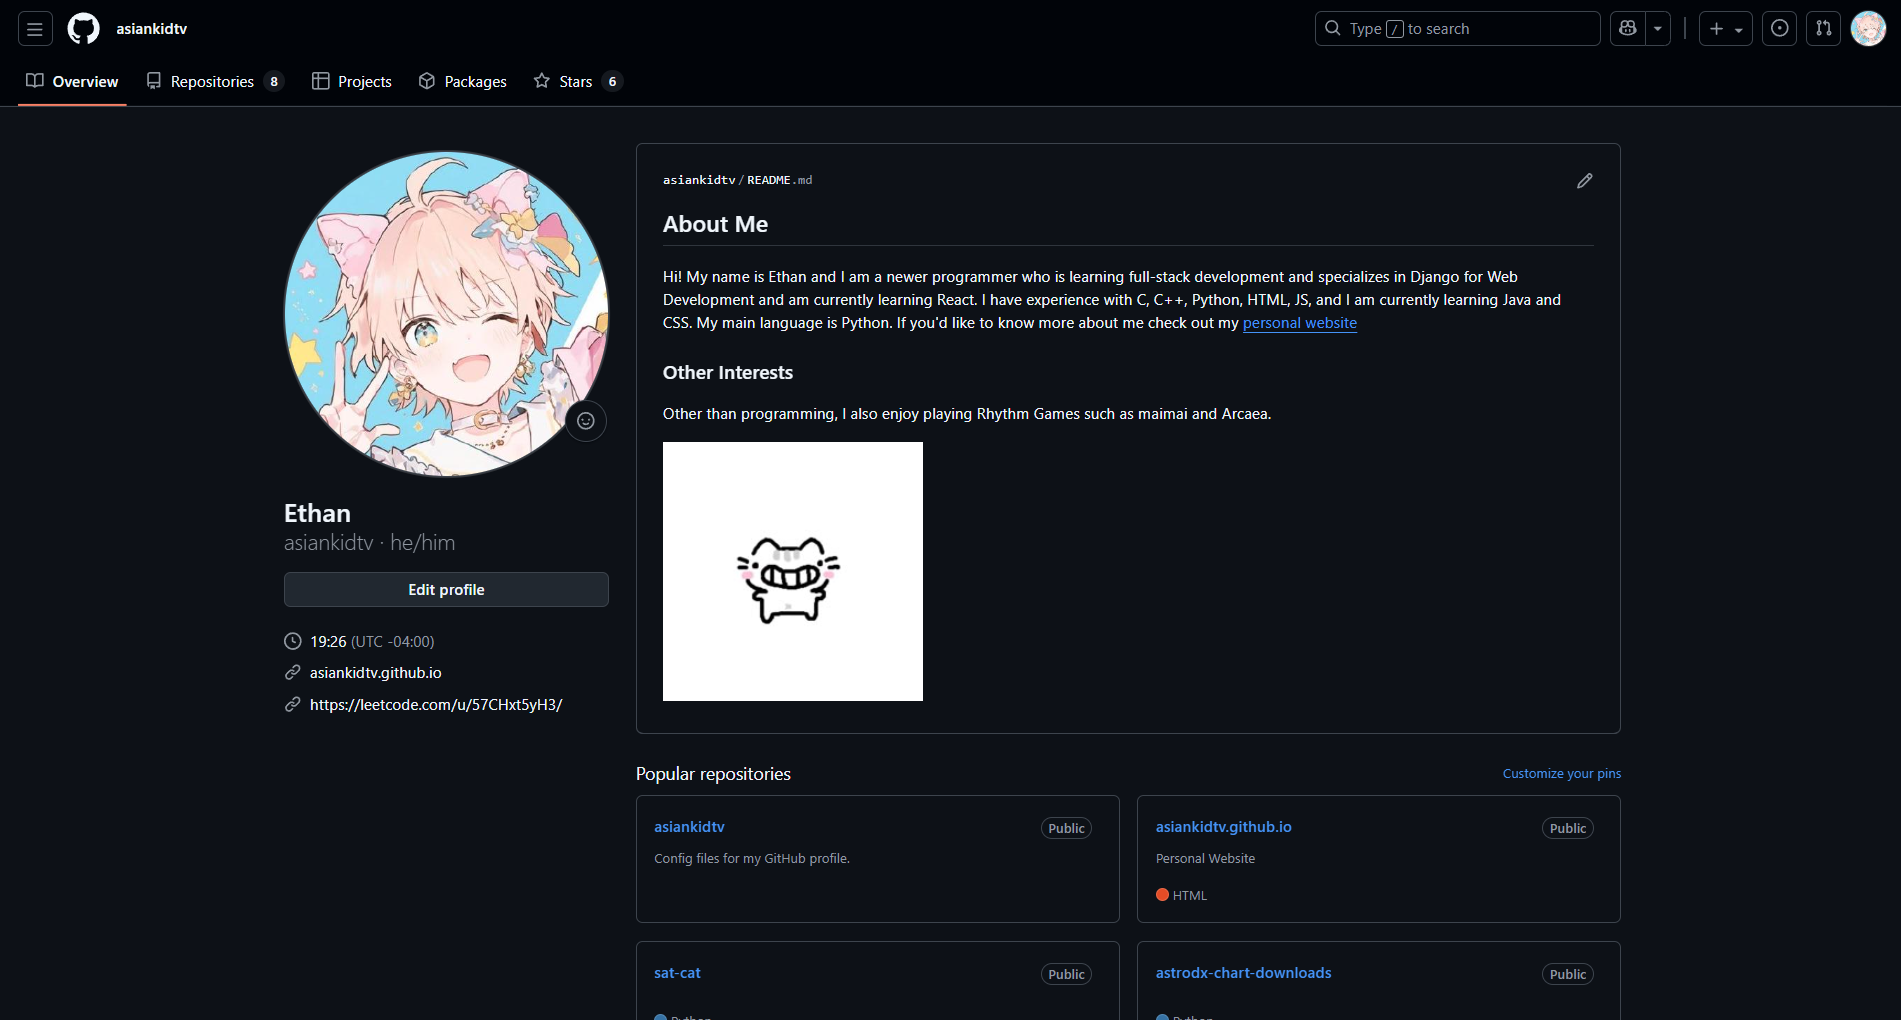 asiankidtv
Type / to search
Overview
Repositories 8
Projects
Packages
Stars 6
asiankidtv / README.md
About Me
Hi! My name is Ethan and I am a newer programmer who is learning full-stack development and specializes in Django for Web
Development and am currently learning React. I have experience with C, C++, Python, HTML, JS, and I am currently learning Java and
CSS. My main language is Python. If you'd like to know more about me check out my personal website
Other Interests
Other than programming, I also enjoy playing Rhythm Games such as maimai and Arcaea.
Ethan
asiankidtv · he/him
Edit profile
19:26 (UTC -04:00)
asiankidtv.github.io
https://leetcode.com/u/57CHxt5yH3/
Popular repositories
Customize your pins
asiankidtv
Public
Config files for my GitHub profile.
asiankidtv.github.io
Public
Personal Website
HTML
sat-cat
Public
Python
astrodx-chart-downloads
Public
Python